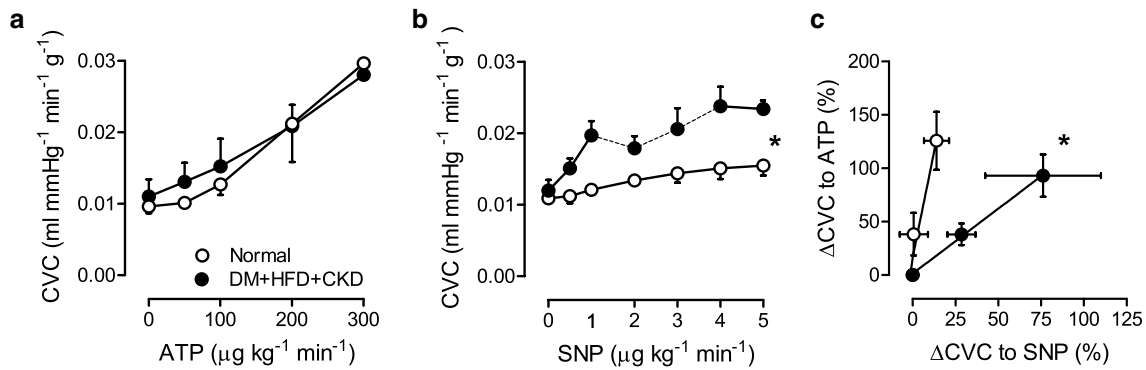 a
CVC (ml mmHg⁻¹ min⁻¹ g⁻¹)
0.03
0.02
0.01
0.00
Normal
DM+HFD+CKD
0 100 200 300
ATP (µg kg⁻¹ min⁻¹)
b
CVC (ml mmHg⁻¹ min⁻¹ g⁻¹)
0.03
0.02
0.01
0.00
*
0 1 2 3 4 5
SNP (µg kg⁻¹ min⁻¹)
c
ΔCVC to ATP (%)
200
150
100
50
0
*
0 25 50 75 100 125
ΔCVC to SNP (%)